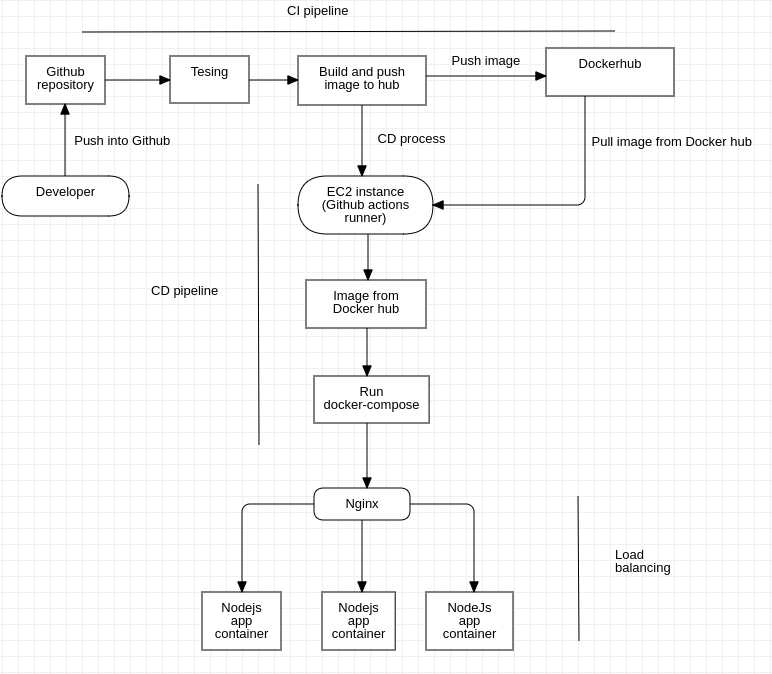 CI pipeline
Github
repository
Tesing
Build and push
image to hub
Push image
Dockerhub
Push into Github
CD process
Pull image from Docker hub
Developer
EC2 instance
(Github actions
runner)
CD pipeline
Image from
Docker hub
Run
docker-compose
Nginx
Load
balancing
Nodejs
app
container
Nodejs
app
container
NodeJs
app
container